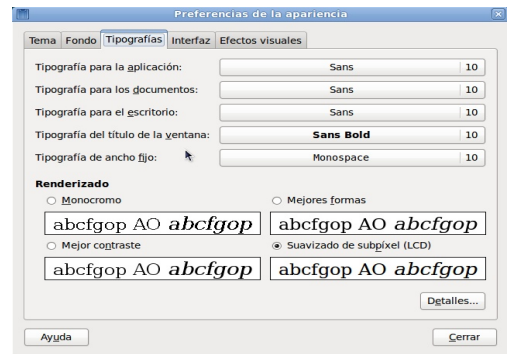 Preferencias de la apariencia
Tema Fondo Tipografías Interfaz Efectos visuales
Tipografía para la aplicación: Sans 10
Tipografía para los documentos: Sans 10
Tipografía para el escritorio: Sans 10
Tipografía del título de la ventana: Sans Bold 10
Tipografía de ancho fijo: Monospace 10
Renderizado
Monocromo Mejores formas
abcfgop AO abcfgop abcfgop AO abcfgop
Mejor contraste Suavizado de subpíxel (LCD)
abcfgop AO abcfgop abcfgop AO abcfgop
Detalles...
Ayuda Cerrar